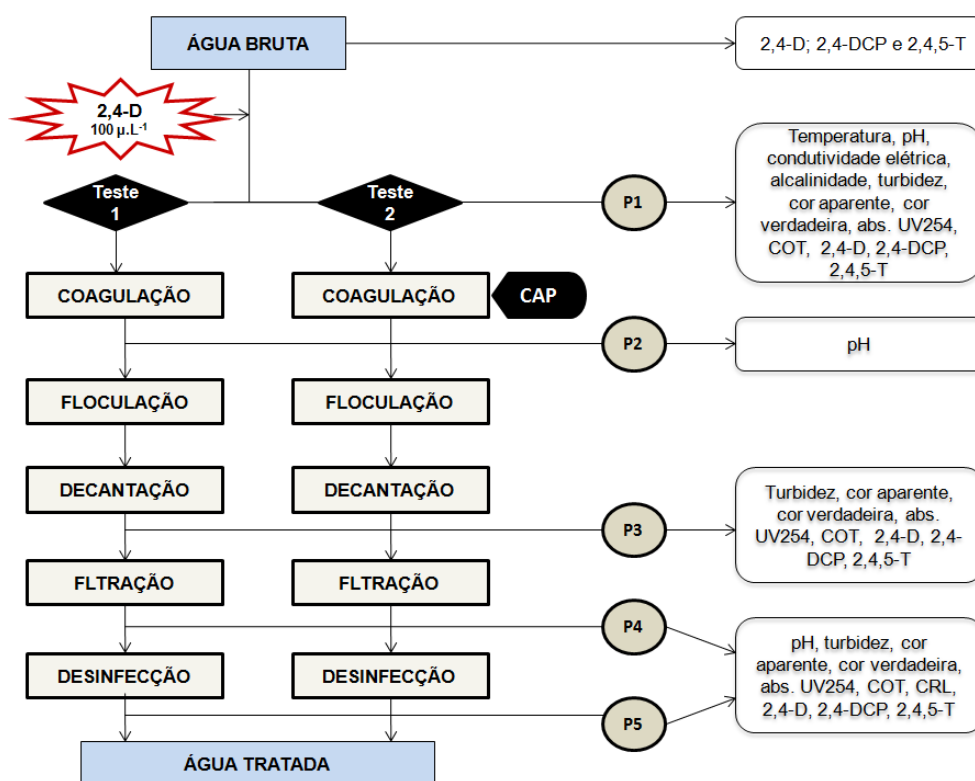 ÁGUA BRUTA
2,4-D; 2,4-DCP e 2,4,5-T
2,4-D
100 µ.L-1
Teste
1
Teste
2
P1
Temperatura, pH,
condutividade elétrica,
alcalinidade, turbidez,
cor aparente, cor
verdadeira, abs. UV254,
COT, 2,4-D, 2,4-DCP,
2,4,5-T
COAGULAÇÃO
COAGULAÇÃO
CAP
P2
pH
FLOCULAÇÃO
FLOCULAÇÃO
DECANTAÇÃO
DECANTAÇÃO
P3
Turbidez, cor aparente,
cor verdadeira, abs.
UV254, COT, 2,4-D, 2,4-
DCP, 2,4,5-T
FLTRAÇÃO
FLTRAÇÃO
P4
pH, turbidez, cor
aparente, cor verdadeira,
abs. UV254, COT, CRL,
2,4-D, 2,4-DCP, 2,4,5-T
DESINFECÇÃO
DESINFECÇÃO
P5
ÁGUA TRATADA